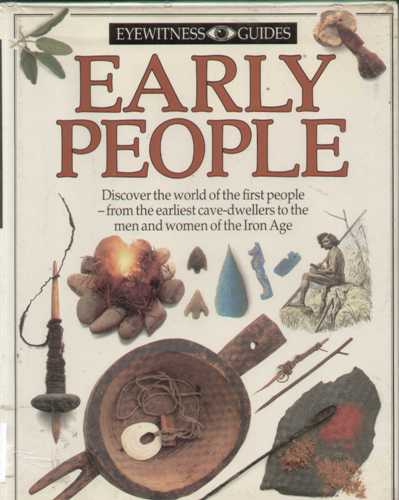 EYEWITNESS GUIDES
EARLY
PEOPLE
Discover the world of the first people
– from the earliest cave-dwellers to the
men and women of the Iron Age